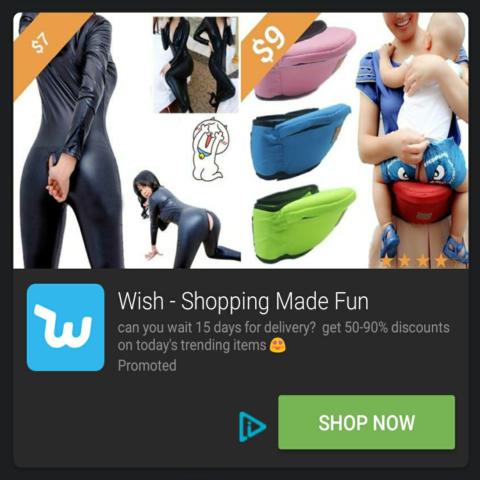 $7
$9
Wish - Shopping Made Fun
can you wait 15 days for delivery? get 50-90% discounts
on today's trending items 😍
Promoted
SHOP NOW